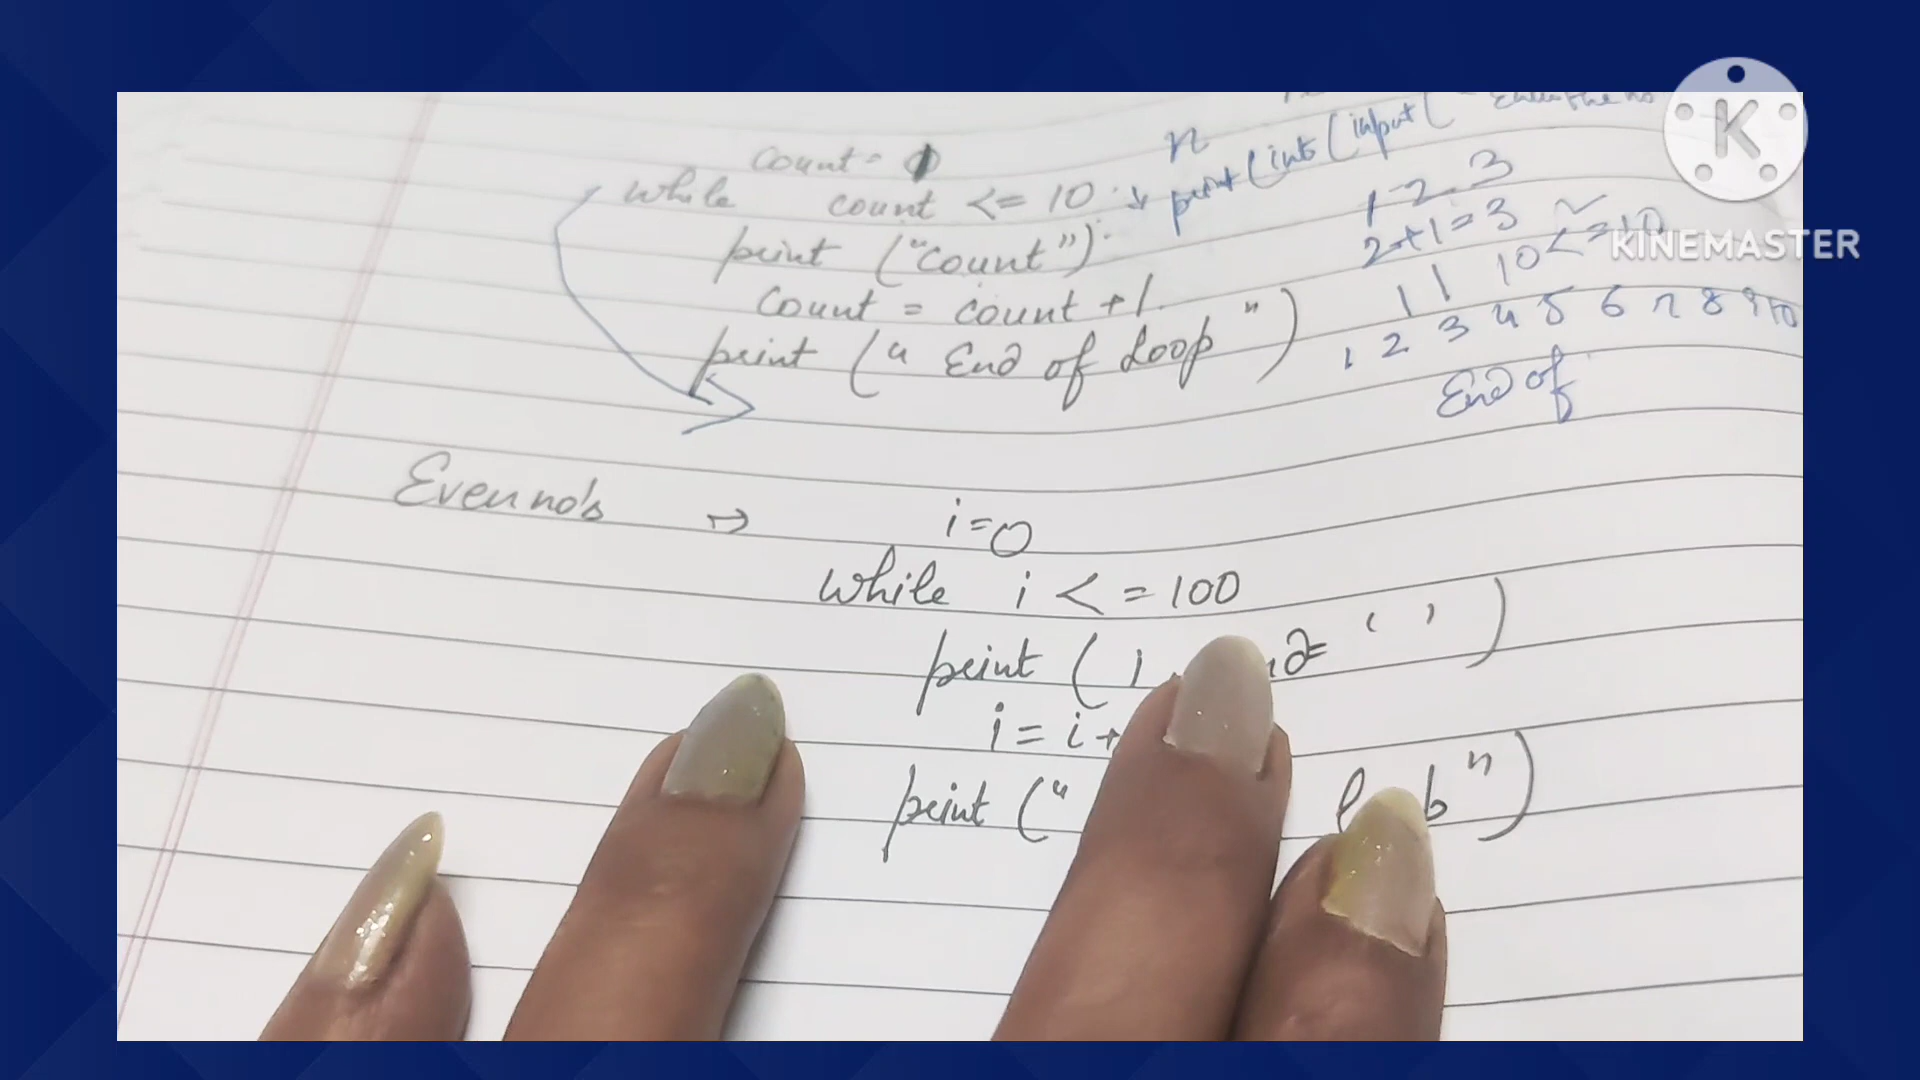 count = 1
while count <= 10
print ("count"):
count = count + 1
print (" End of Loop ")
n
print (int (input (
1 2 3
2+1=3
10 <= 10
1 2 3 4 5 6 7 8 9 10
End of
Even no's → i=0
while i <= 100
print ( i = ' ' )
i = i +
print (" ")
KINEMASTER